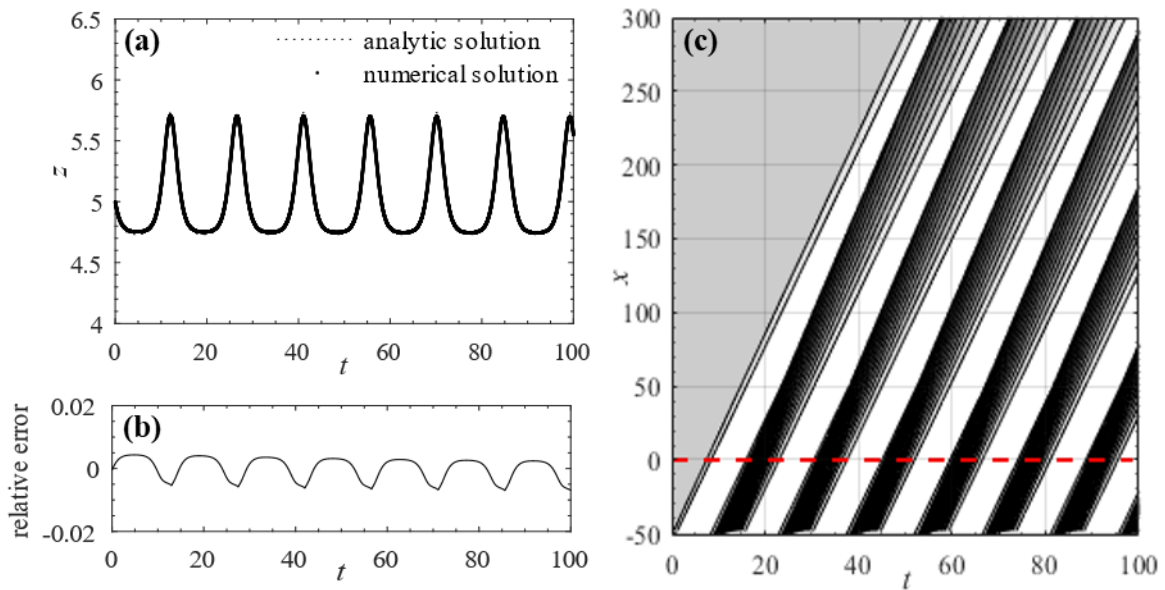 (a)
analytic solution
numerical solution
6.5
6
5.5
5
4.5
4
z
0 20 40 60 80 100
t
(b)
0.02
0
-0.02
relative error
0 20 40 60 80 100
t
(c)
300
250
200
150
100
50
0
-50
x
0 20 40 60 80 100
t